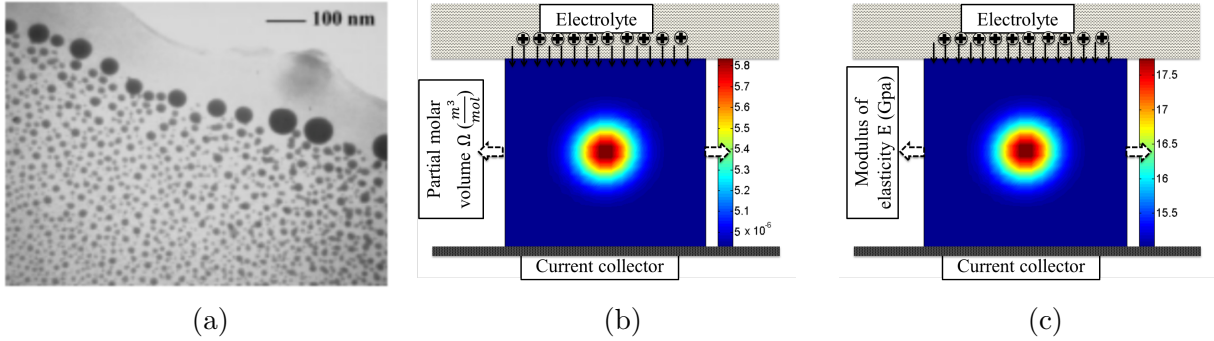 100 nm
(a)
Electrolyte
Partial molar
volume Ω (m³/mol)
5.8
5.7
5.6
5.5
5.4
5.3
5.2
5.1
5 x 10⁻⁶
Current collector
(b)
Electrolyte
Modulus of
elasticity E (Gpa)
17.5
17
16.5
16
15.5
Current collector
(c)